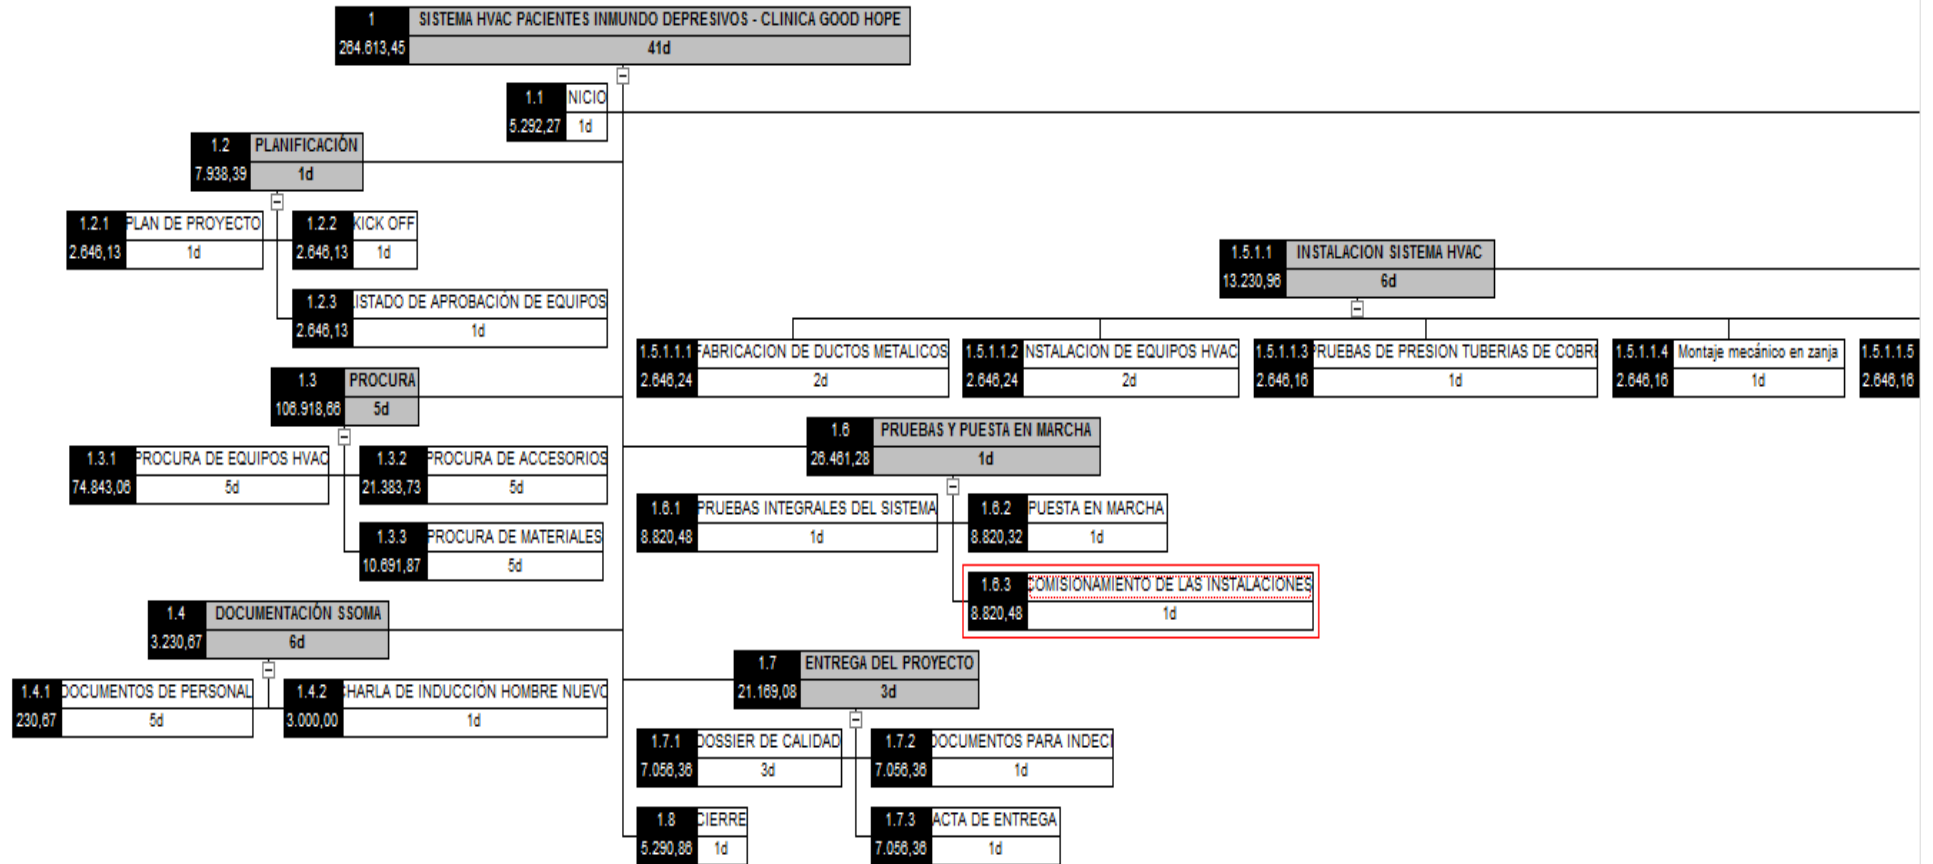 1 SISTEMA HVAC PACIENTES INMUNDO DEPRESIVOS - CLINICA GOOD HOPE
264.613,45 41d
1.1 NICIO
5.292,27 1d
1.2 PLANIFICACIÓN
7.938,39 1d
1.2.1 PLAN DE PROYECTO
2.646,13 1d
1.2.2 KICK OFF
2.646,13 1d
1.2.3 LISTADO DE APROBACIÓN DE EQUIPOS
2.646,13 1d
1.3 PROCURA
106.918,66 5d
1.3.1 PROCURA DE EQUIPOS HVAC
74.843,06 5d
1.3.2 PROCURA DE ACCESORIOS
21.383,73 5d
1.3.3 PROCURA DE MATERIALES
10.691,87 5d
1.4 DOCUMENTACIÓN SSOMA
3.230,67 6d
1.4.1 DOCUMENTOS DE PERSONAL
230,67 5d
1.4.2 CHARLA DE INDUCCIÓN HOMBRE NUEVO
3.000,00 1d
1.5.1.1 INSTALACION SISTEMA HVAC
13.230,96 6d
1.5.1.1.1 FABRICACION DE DUCTOS METALICOS
2.646,24 2d
1.5.1.1.2 NSTALACION DE EQUIPOS HVAC
2.646,24 2d
1.5.1.1.3 PRUEBAS DE PRESION TUBERIAS DE COBRE
2.646,16 1d
1.5.1.1.4 Montaje mecánico en zanja
2.646,16 1d
1.5.1.1.5
2.646,16
1.6 PRUEBAS Y PUESTA EN MARCHA
26.461,28 1d
1.6.1 PRUEBAS INTEGRALES DEL SISTEMA
8.820,48 1d
1.6.2 PUESTA EN MARCHA
8.820,32 1d
1.6.3 COMISIONAMIENTO DE LAS INSTALACIONES
8.820,48 1d
1.7 ENTREGA DEL PROYECTO
21.169,08 3d
1.7.1 DOSSIER DE CALIDAD
7.056,36 3d
1.7.2 DOCUMENTOS PARA INDECI
7.056,36 1d
1.7.3 ACTA DE ENTREGA
7.056,36 1d
1.8 CIERRE
5.290,86 1d